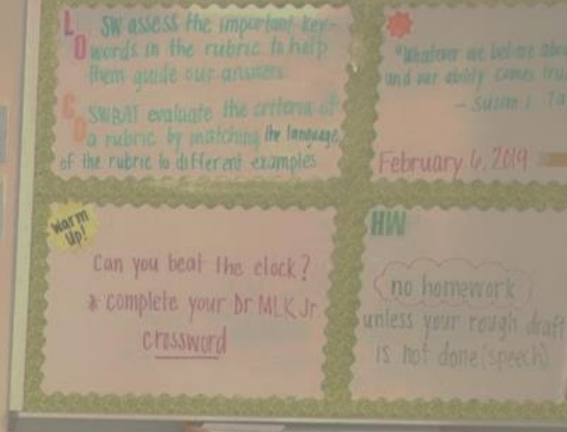 LO SW assess the important key-
words in the rubric to help
them guide our answers
CO SWBAT evaluate the criteria of
a rubric by matching the language
of the rubric to different examples
"Whatever we believe
and our ability comes
- Susan L.
February 6, 2019
Warm
Up!
Can you beat the clock?
* complete your Dr MLK Jr.
crossword
HW
no homework
unless your rough draft
is not done (speech)